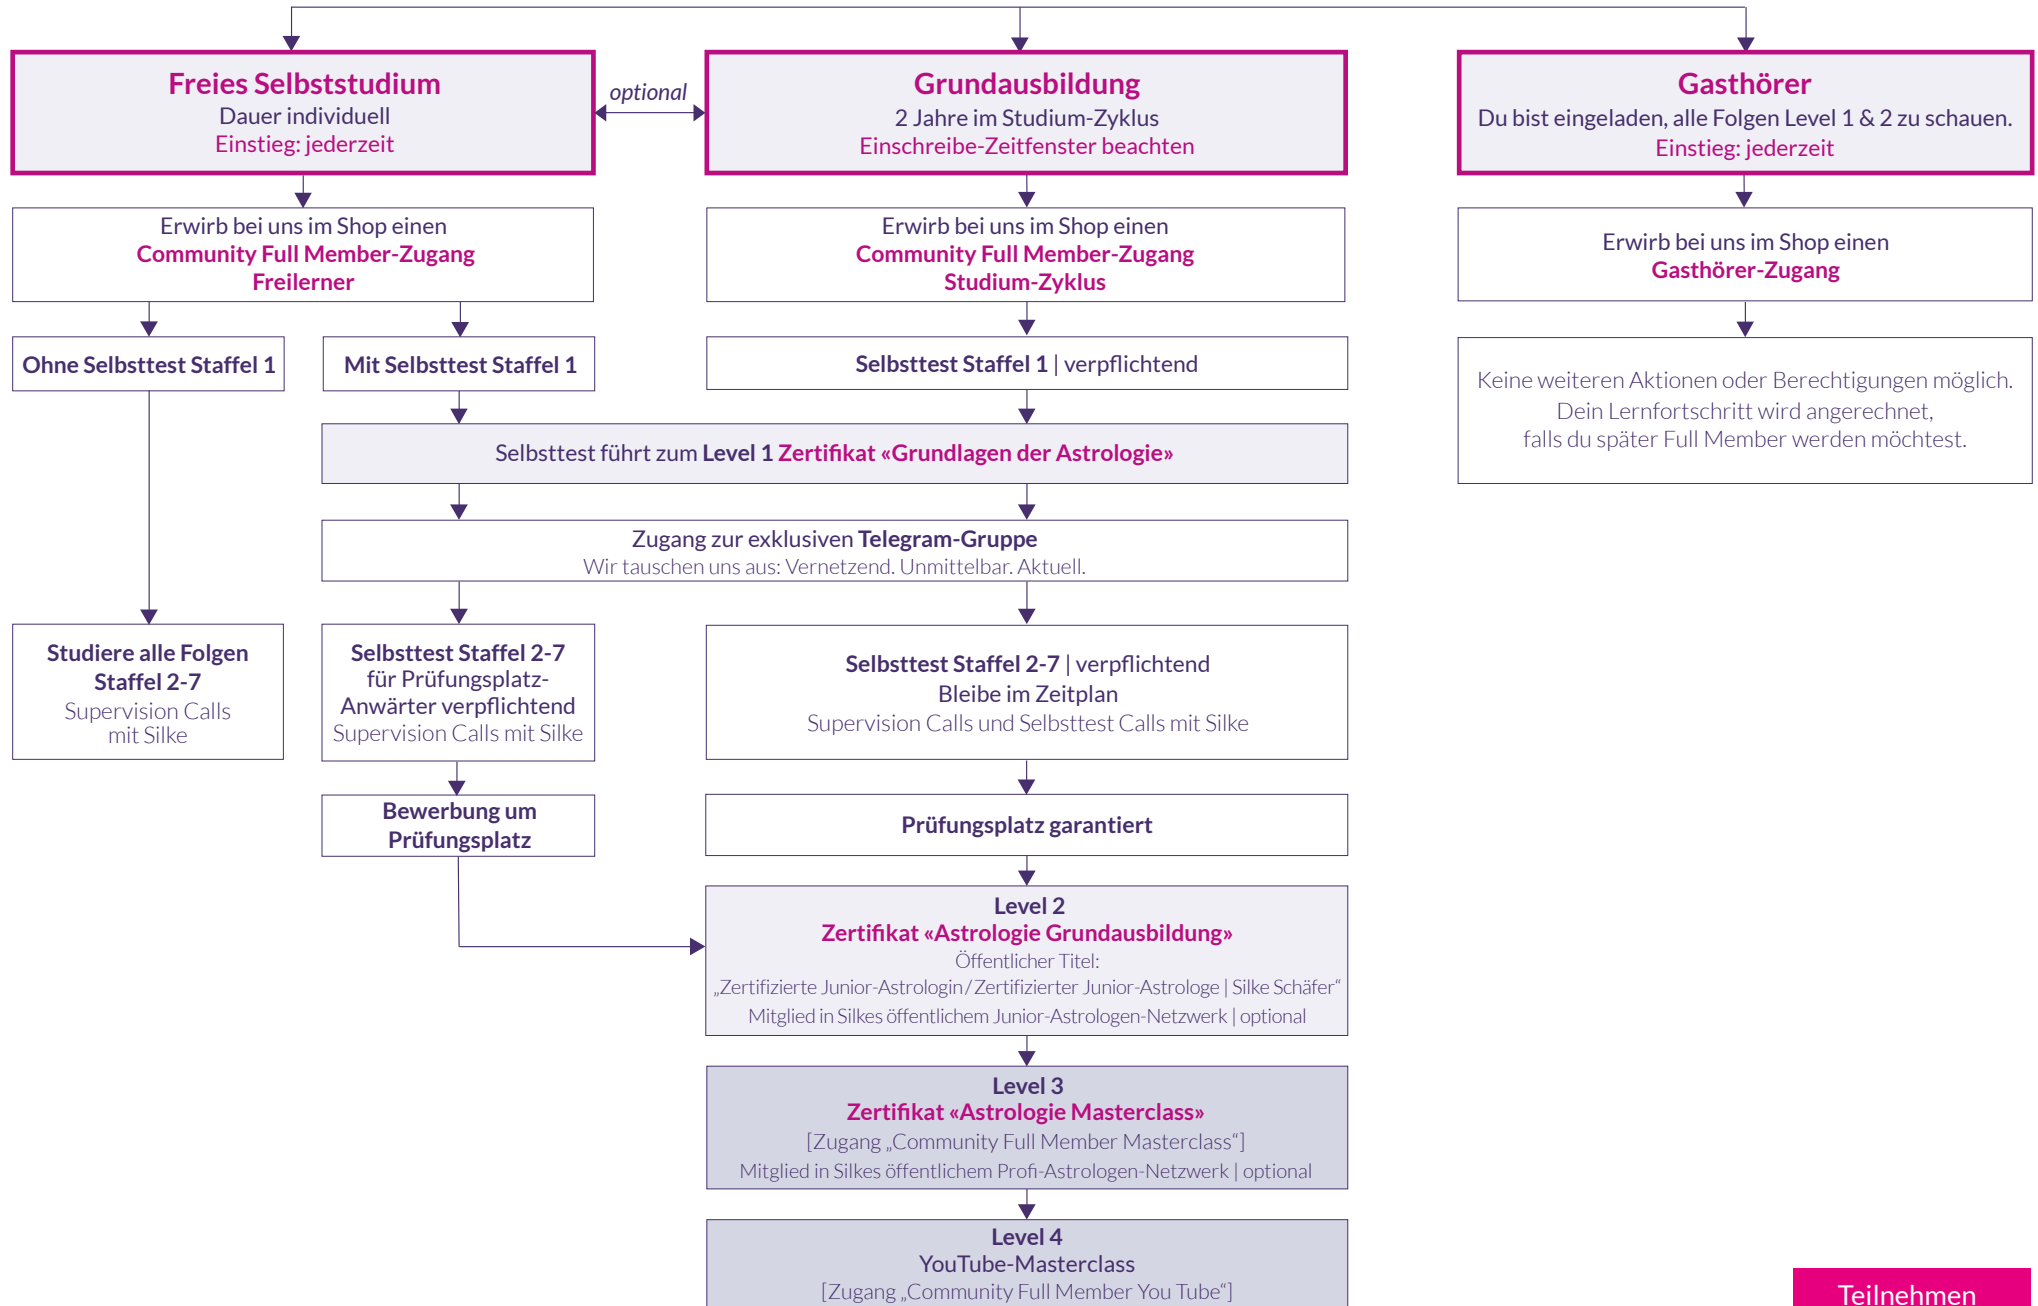 Freies Selbststudium
Dauer individuell
Einstieg: jederzeit
optional
Grundausbildung
2 Jahre im Studium-Zyklus
Einschreibe-Zeitfenster beachten
Gasthörer
Du bist eingeladen, alle Folgen Level 1 & 2 zu schauen.
Einstieg: jederzeit
Erwirb bei uns im Shop einen
Community Full Member-Zugang
Freilerner
Erwirb bei uns im Shop einen
Community Full Member-Zugang
Studium-Zyklus
Erwirb bei uns im Shop einen
Gasthörer-Zugang
Ohne Selbsttest Staffel 1
Mit Selbsttest Staffel 1
Selbsttest Staffel 1 | verpflichtend
Keine weiteren Aktionen oder Berechtigungen möglich.
Dein Lernfortschritt wird angerechnet,
falls du später Full Member werden möchtest.
Selbsttest führt zum Level 1 Zertifikat «Grundlagen der Astrologie»
Zugang zur exklusiven Telegram-Gruppe
Wir tauschen uns aus: Vernetzend. Unmittelbar. Aktuell.
Studiere alle Folgen
Staffel 2-7
Supervision Calls
mit Silke
Selbsttest Staffel 2-7
für Prüfungsplatz-
Anwärter verpflichtend
Supervision Calls mit Silke
Selbsttest Staffel 2-7 | verpflichtend
Bleibe im Zeitplan
Supervision Calls und Selbsttest Calls mit Silke
Bewerbung um
Prüfungsplatz
Prüfungsplatz garantiert
Level 2
Zertifikat «Astrologie Grundausbildung»
Öffentlicher Titel:
„Zertifizierte Junior-Astrologin / Zertifizierter Junior-Astrologe | Silke Schäfer“
Mitglied in Silkes öffentlichem Junior-Astrologen-Netzwerk | optional
Level 3
Zertifikat «Astrologie Masterclass»
[Zugang „Community Full Member Masterclass“]
Mitglied in Silkes öffentlichem Profi-Astrologen-Netzwerk | optional
Level 4
YouTube-Masterclass
[Zugang „Community Full Member You Tube“]
Teilnehmen